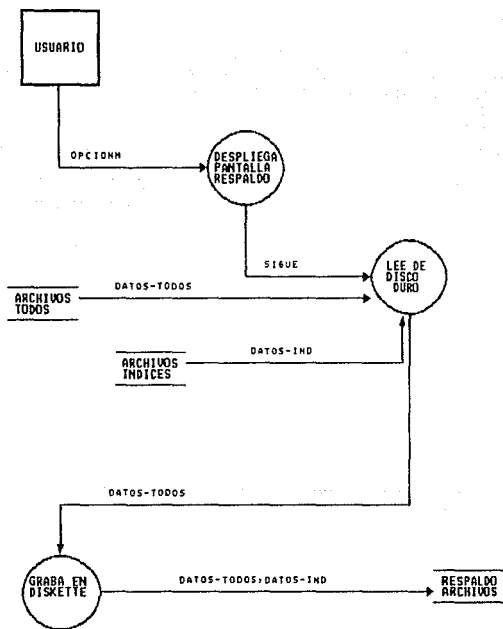 USUARIO
OPCIONM
DESPLIEGA
PANTALLA
RESPALDO
SIGUE
LEE DE
DISCO
DURO
DATOS-TODOS
ARCHIVOS
TODOS
DATOS-IND
ARCHIVOS
INDICES
DATOS-TODOS
GRABA EN
DISKETTE
DATOS-TODOS;DATOS-IND
RESPALDO
ARCHIVOS